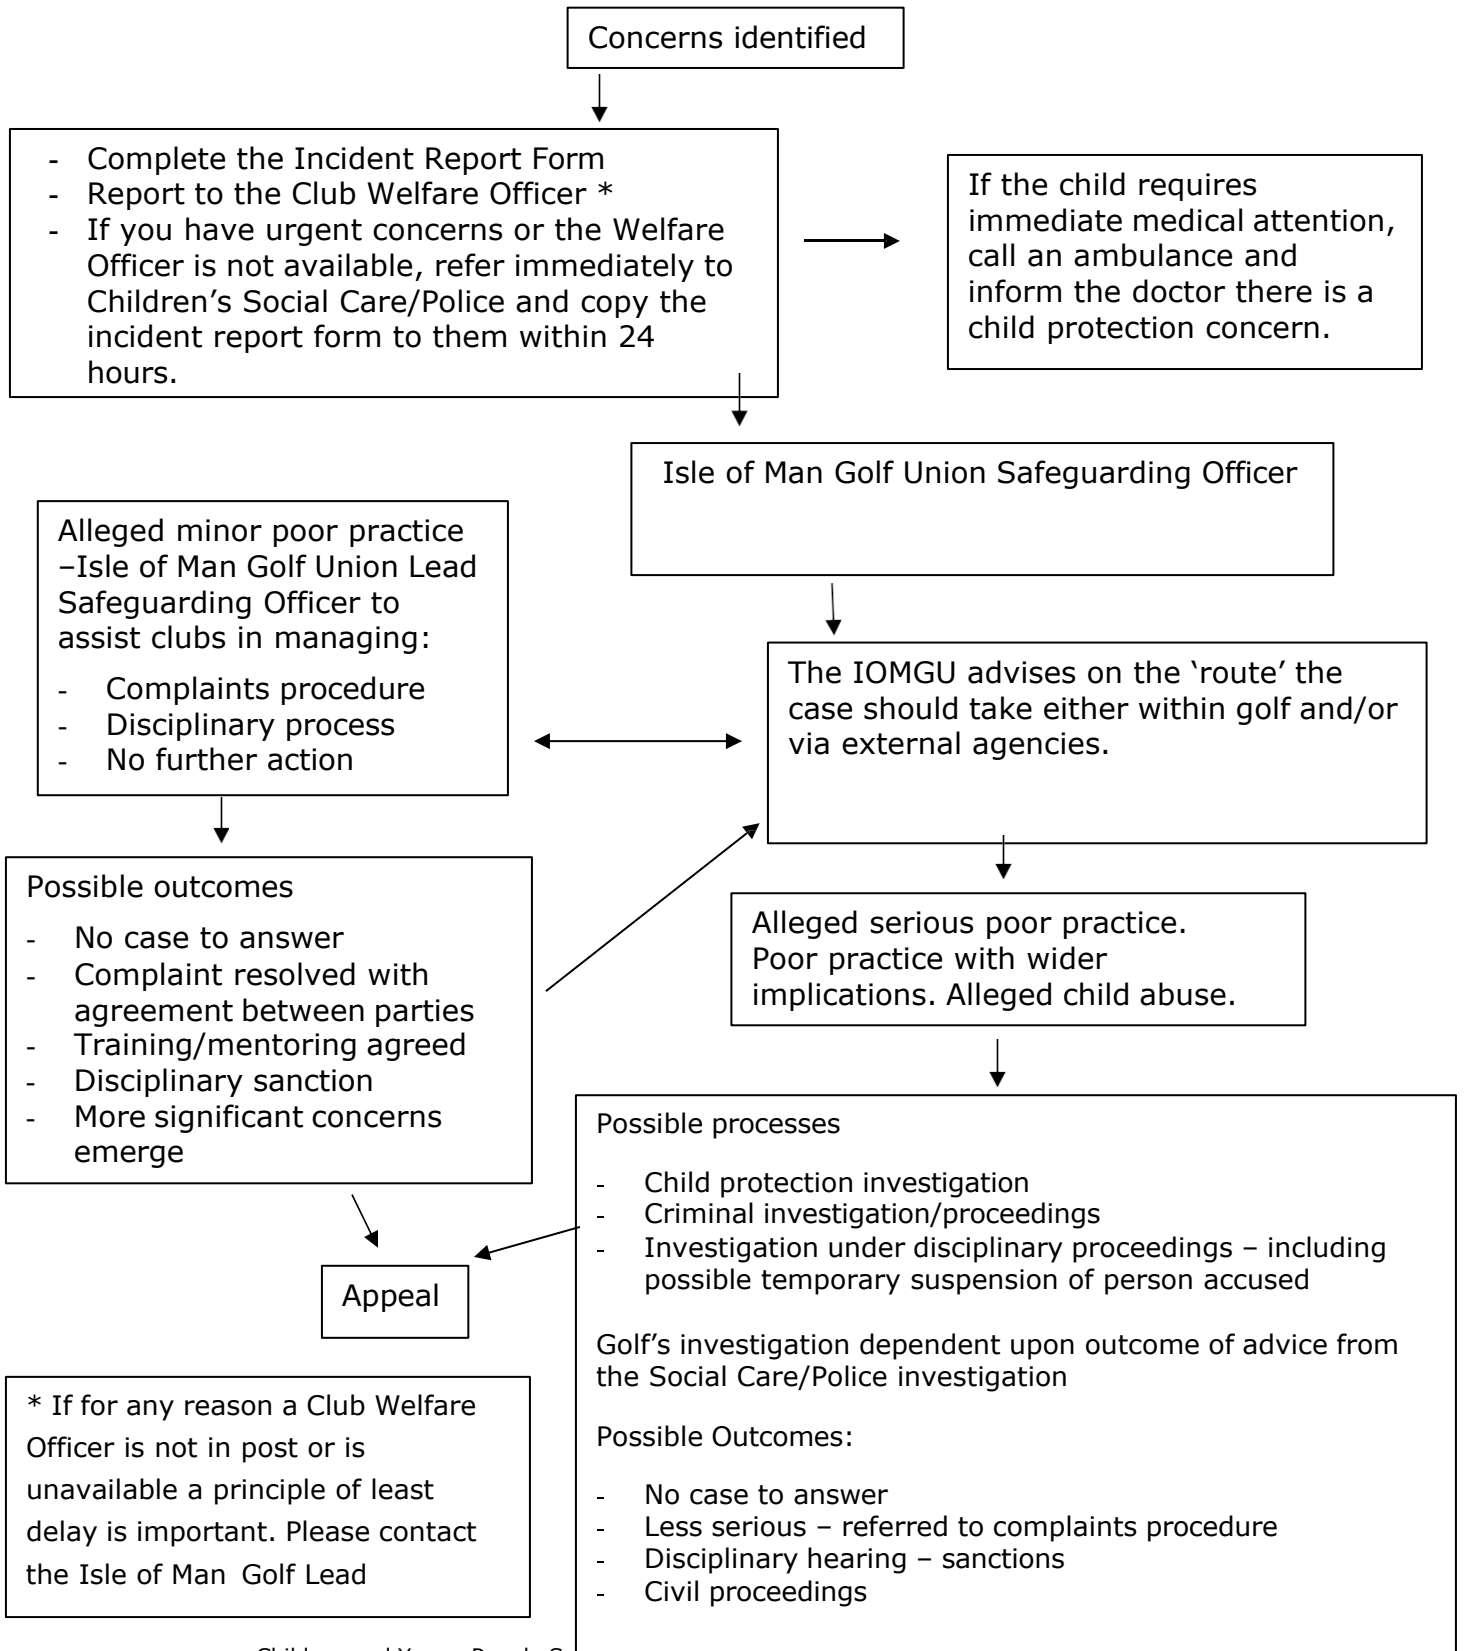 Concerns identified
- Complete the Incident Report Form
- Report to the Club Welfare Officer *
- If you have urgent concerns or the Welfare
Officer is not available, refer immediately to
Children’s Social Care/Police and copy the
incident report form to them within 24
hours.
If the child requires
immediate medical attention,
call an ambulance and
inform the doctor there is a
child protection concern.
Isle of Man Golf Union Safeguarding Officer
Alleged minor poor practice
–Isle of Man Golf Union Lead
Safeguarding Officer to
assist clubs in managing:
- Complaints procedure
- Disciplinary process
- No further action
The IOMGU advises on the ‘route’ the
case should take either within golf and/or
via external agencies.
Possible outcomes
- No case to answer
- Complaint resolved with
agreement between parties
- Training/mentoring agreed
- Disciplinary sanction
- More significant concerns
emerge
Alleged serious poor practice.
Poor practice with wider
implications. Alleged child abuse.
Possible processes
- Child protection investigation
- Criminal investigation/proceedings
- Investigation under disciplinary proceedings – including
possible temporary suspension of person accused
Golf’s investigation dependent upon outcome of advice from
the Social Care/Police investigation
Possible Outcomes:
- No case to answer
- Less serious – referred to complaints procedure
- Disciplinary hearing – sanctions
- Civil proceedings
Appeal
* If for any reason a Club Welfare
Officer is not in post or is
unavailable a principle of least
delay is important. Please contact
the Isle of Man Golf Lead